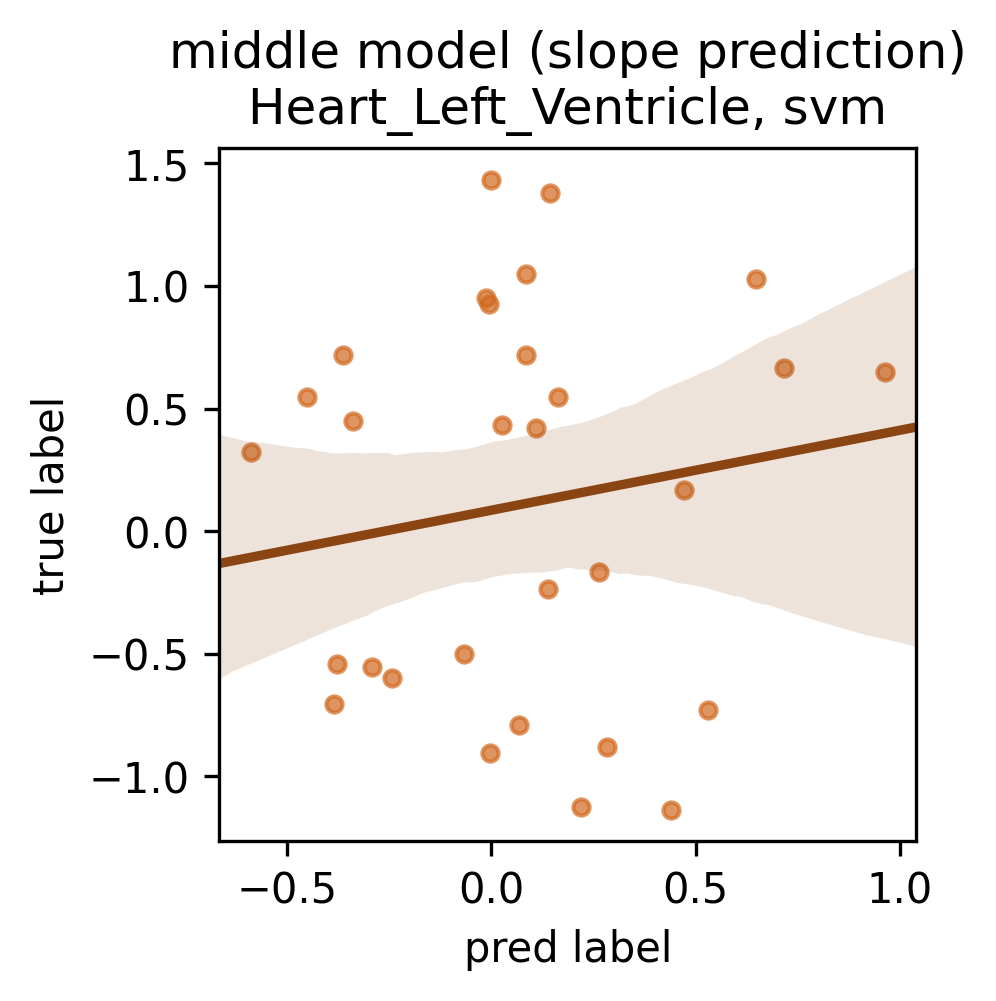 middle model (slope prediction)
Heart_Left_Ventricle, svm
1.5
1.0
0.5
0.0
−0.5
−1.0
true label
−0.5
0.0
0.5
1.0
pred label